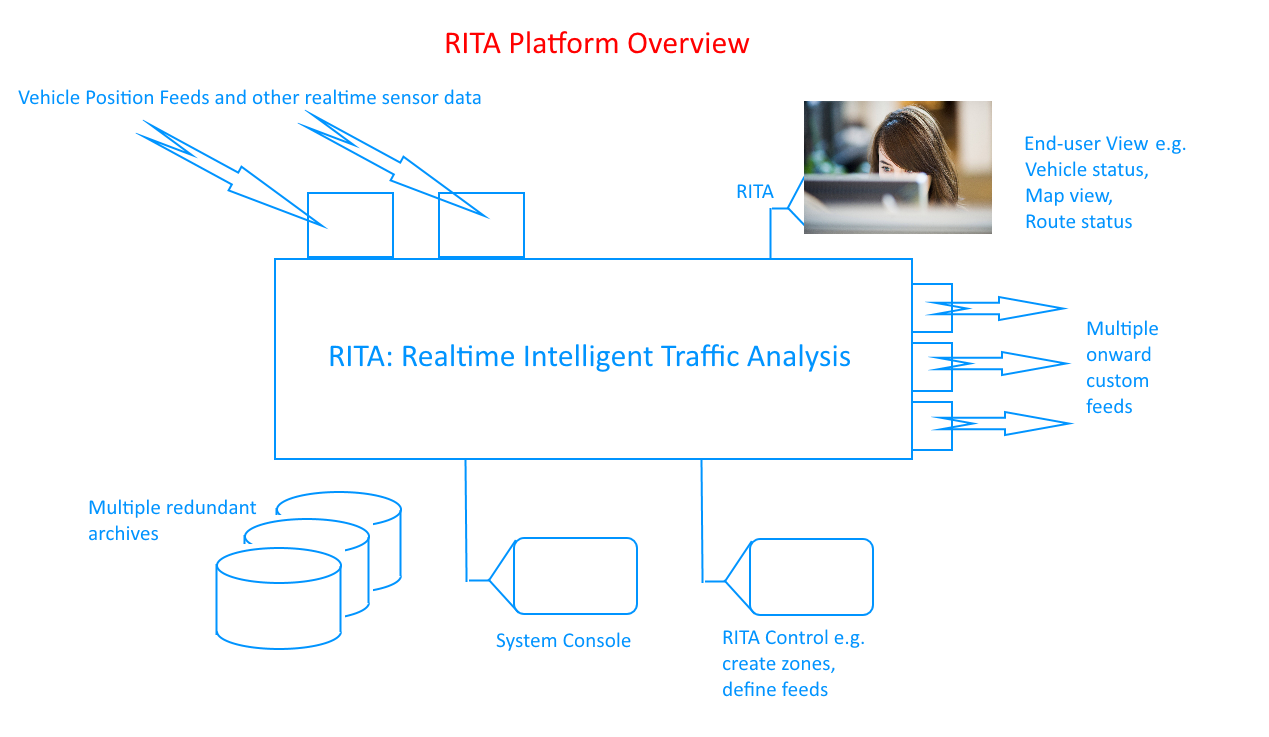 RITA Platform Overview
Vehicle Position Feeds and other realtime sensor data
RITA
End-user View e.g.
Vehicle status,
Map view,
Route status
RITA: Realtime Intelligent Traffic Analysis
Multiple
onward
custom
feeds
Multiple redundant
archives
System Console
RITA Control e.g.
create zones,
define feeds